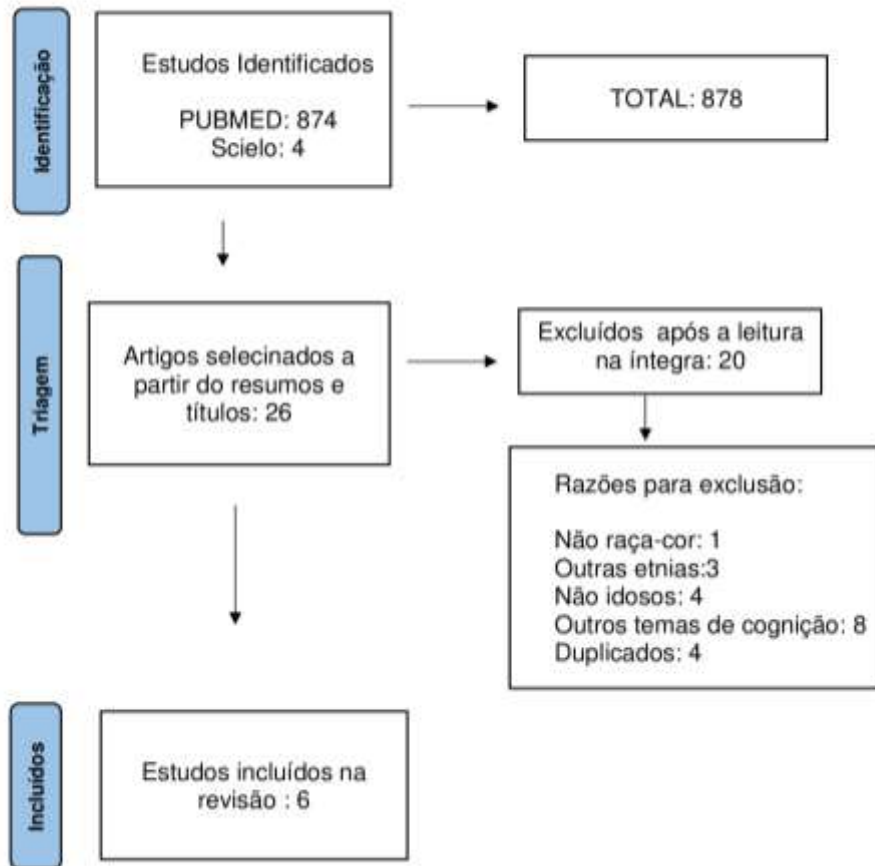 Identificação
Estudos Identificados
PUBMED: 874
Scielo: 4
TOTAL: 878
Triagem
Artigos selecinados a
partir do resumos e
títulos: 26
Excluídos após a leitura
na íntegra: 20
Razões para exclusão:
Não raça-cor: 1
Outras etnias:3
Não idosos: 4
Outros temas de cognição: 8
Duplicados: 4
Incluídos
Estudos incluídos na
revisão : 6